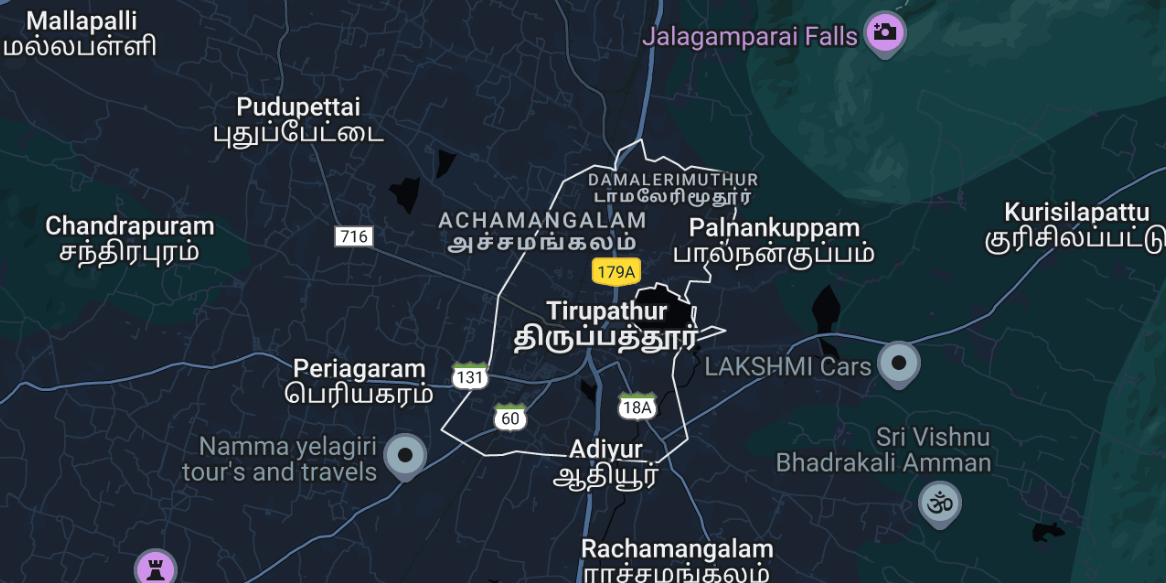 Mallapalli
மல்லபள்ளி
Jalagamparai Falls
Pudupettai
புதுப்பேட்டை
DAMALERIMUTHUR
டாமலேரிமூதூர்
ACHAMANGALAM
அச்சமங்கலம்
Palnankuppam
பால்நன்குப்பம்
Kurisilapattu
குரிசிலப்பட்டு
Chandrapuram
சந்திரபுரம்
716
179A
Tirupathur
திருப்பத்தூர்
Periagaram
பெரியகரம்
131
LAKSHMI Cars
60
18A
Namma yelagiri
tour's and travels
Adiyur
ஆதியூர்
Sri Vishnu
Bhadrakali Amman
ॐ
Rachamangalam
ராச்சமங்கலம்